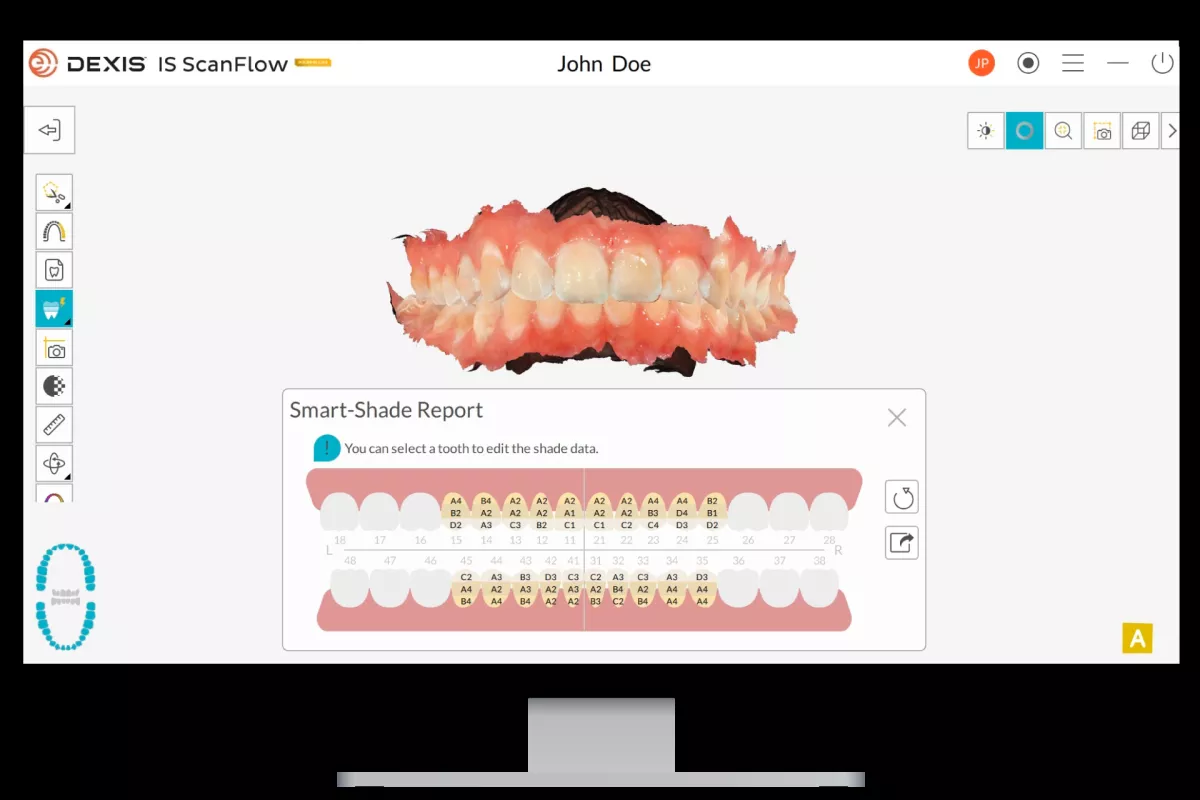 DEXIS IS ScanFlow
John Doe
JP
Smart-Shade Report
! You can select a tooth to edit the shade data.
A4 B4 A2 A2 A2 A2 A2 A4 A4 B2
B2 A2 A2 A2 A1 A2 A2 B3 D4 B1
D2 A3 C3 B2 C1 C1 C2 C4 D3 D2
18 17 16 15 14 13 12 11 21 22 23 24 25 26 27 28
L R
48 47 46 45 44 43 42 41 31 32 33 34 35 36 37 38
C2 A3 B3 D3 C3 C2 A3 C3 A3 D3
A4 A2 A3 A2 A3 A2 B4 A2 A4 A4
B4 A4 B4 A2 A2 B3 C2 B4 A4 A4
A